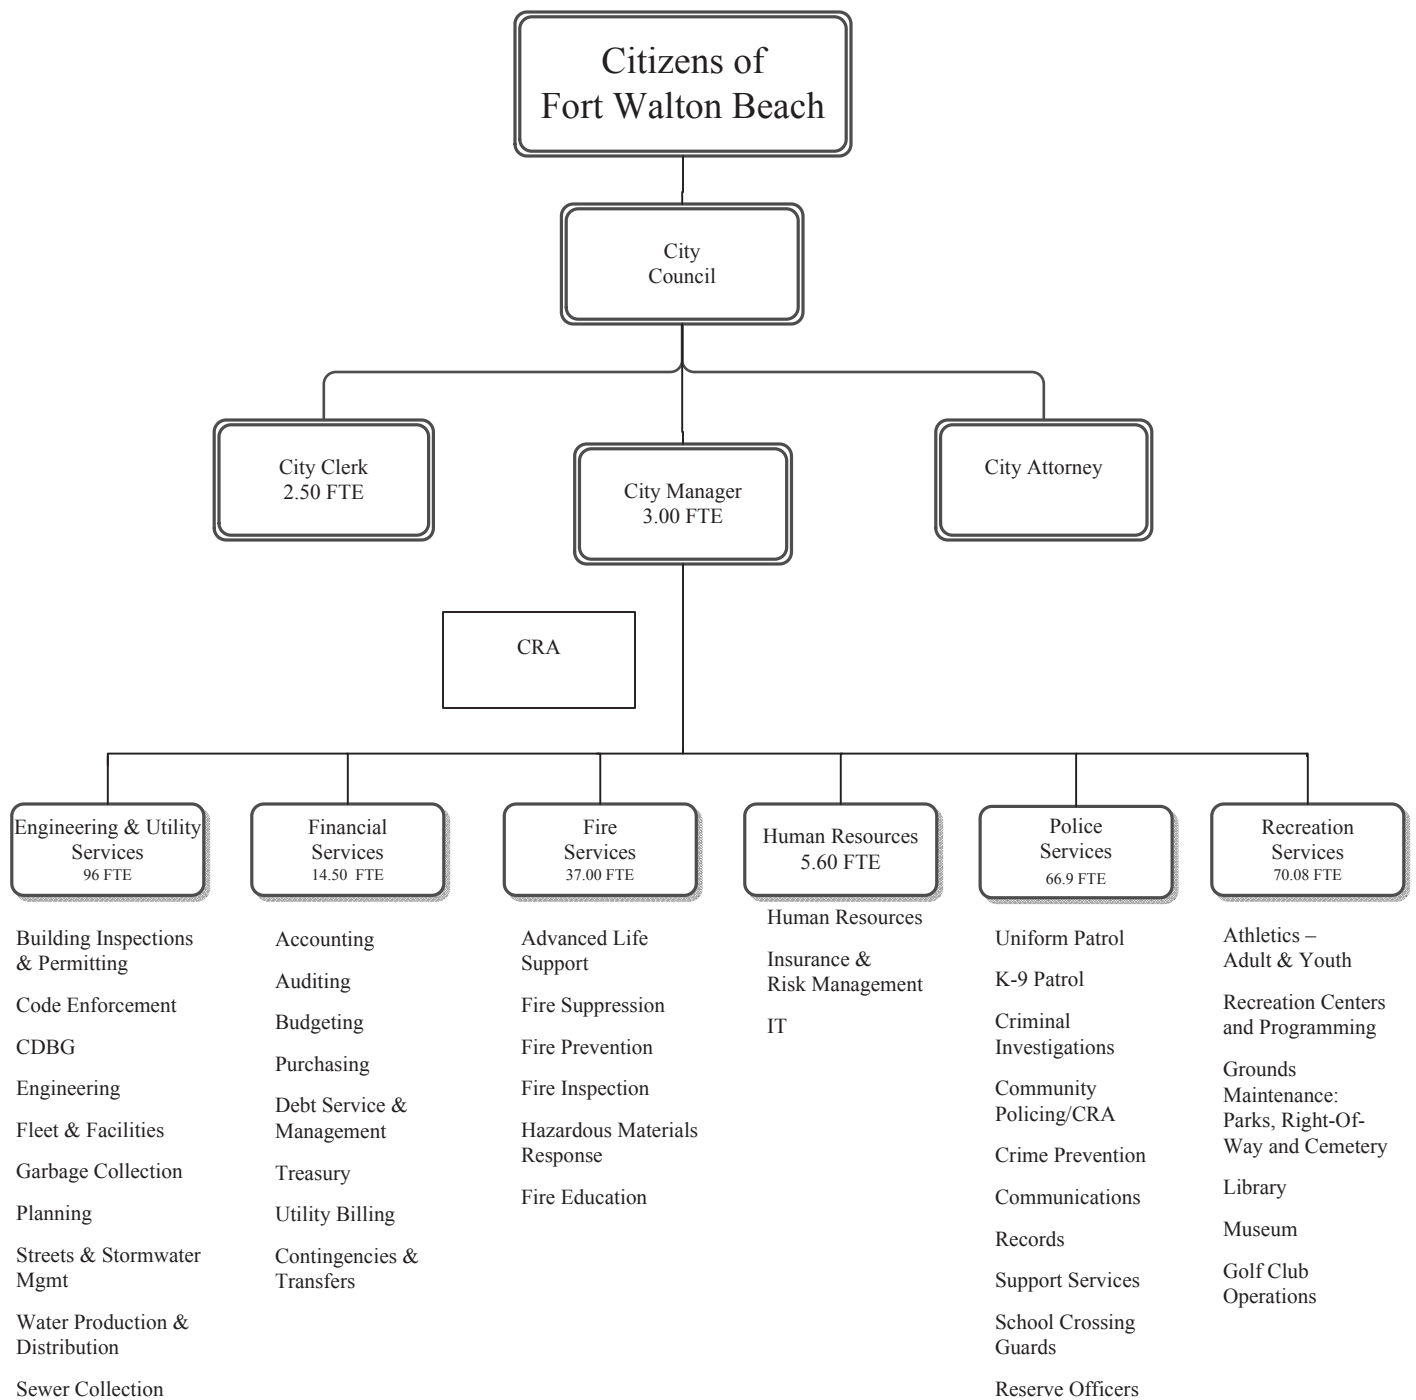 Citizens of
Fort Walton Beach
City
Council
City Clerk
2.50 FTE
City Manager
3.00 FTE
City Attorney
CRA
Engineering & Utility
Services
96 FTE
Financial
Services
14.50 FTE
Fire
Services
37.00 FTE
Human Resources
5.60 FTE
Police
Services
66.9 FTE
Recreation
Services
70.08 FTE
Building Inspections
& Permitting
Code Enforcement
CDBG
Engineering
Fleet & Facilities
Garbage Collection
Planning
Streets & Stormwater
Mgmt
Water Production &
Distribution
Sewer Collection
Accounting
Auditing
Budgeting
Purchasing
Debt Service &
Management
Treasury
Utility Billing
Contingencies &
Transfers
Advanced Life
Support
Fire Suppression
Fire Prevention
Fire Inspection
Hazardous Materials
Response
Fire Education
Human Resources
Insurance &
Risk Management
IT
Uniform Patrol
K-9 Patrol
Criminal
Investigations
Community
Policing/CRA
Crime Prevention
Communications
Records
Support Services
School Crossing
Guards
Reserve Officers
Athletics –
Adult & Youth
Recreation Centers
and Programming
Grounds
Maintenance:
Parks, Right-Of-
Way and Cemetery
Library
Museum
Golf Club
Operations